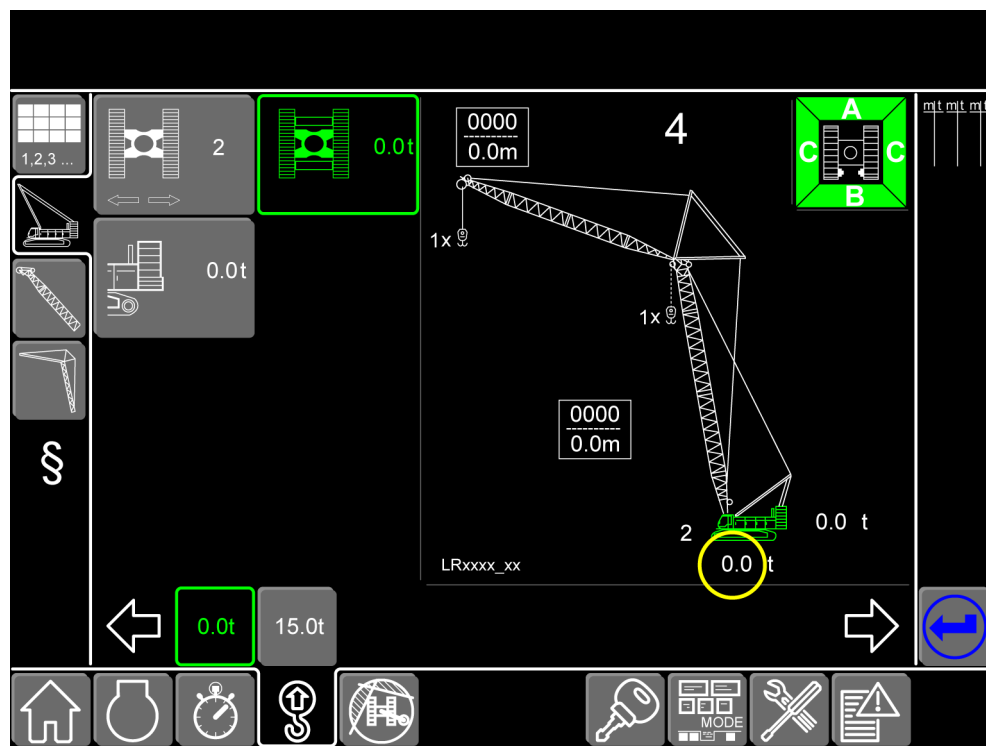 1,2,3 ...
2
0.0t
0.0t
§
0000
0.0m
4
A
C
C
B
m|t m|t m|t
1x
1x
0000
0.0m
2
0.0 t
0.0 t
LRxxxx_xx
0.0t
15.0t
MODE